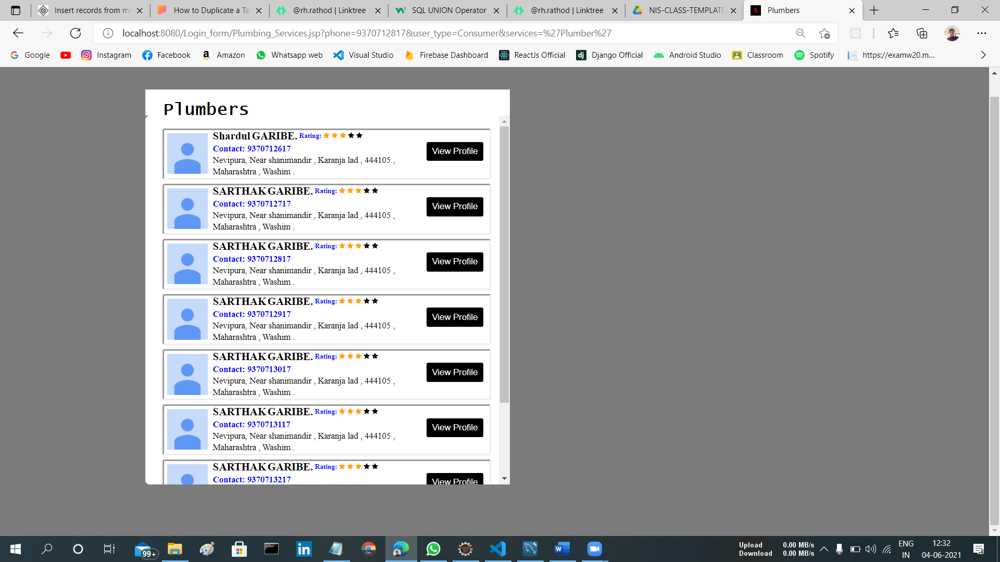 Insert records from mu
How to Duplicate a Ta
@rh.rathod | Linktree
SQL UNION Operator
@rh.rathod | Linktree
NIS-CLASS-TEMPLATE
Plumbers
localhost:8080/Login_form/Plumbing_Services.jsp?phone=9370712817&user_type=Consumer&services=%27Plumber%27
Google
Instagram
Facebook
Amazon
Whatsapp web
Visual Studio
Firebase Dashboard
ReactJs Official
Django Official
Android Studio
Classroom
Spotify
https://examw20.m...
Plumbers
Shardul GARIBE. Rating:
Contact: 9370712617
Nevipura, Near shanimandir , Karanja lad , 444105 ,
Maharashtra , Washim .
View Profile
SARTHAK GARIBE. Rating:
Contact: 9370712717
Nevipura, Near shanimandir , Karanja lad , 444105 ,
Maharashtra , Washim .
View Profile
SARTHAK GARIBE. Rating:
Contact: 9370712817
Nevipura, Near shanimandir , Karanja lad , 444105 ,
Maharashtra , Washim .
View Profile
SARTHAK GARIBE. Rating:
Contact: 9370712917
Nevipura, Near shanimandir , Karanja lad , 444105 ,
Maharashtra , Washim .
View Profile
SARTHAK GARIBE. Rating:
Contact: 9370713017
Nevipura, Near shanimandir , Karanja lad , 444105 ,
Maharashtra , Washim .
View Profile
SARTHAK GARIBE. Rating:
Contact: 9370713117
Nevipura, Near shanimandir , Karanja lad , 444105 ,
Maharashtra , Washim .
View Profile
SARTHAK GARIBE. Rating:
Contact: 9370713217
View Profile
99+
Upload 0.00 MB/s
Download 0.00 MB/s
ENG
IN
12:32
04-06-2021